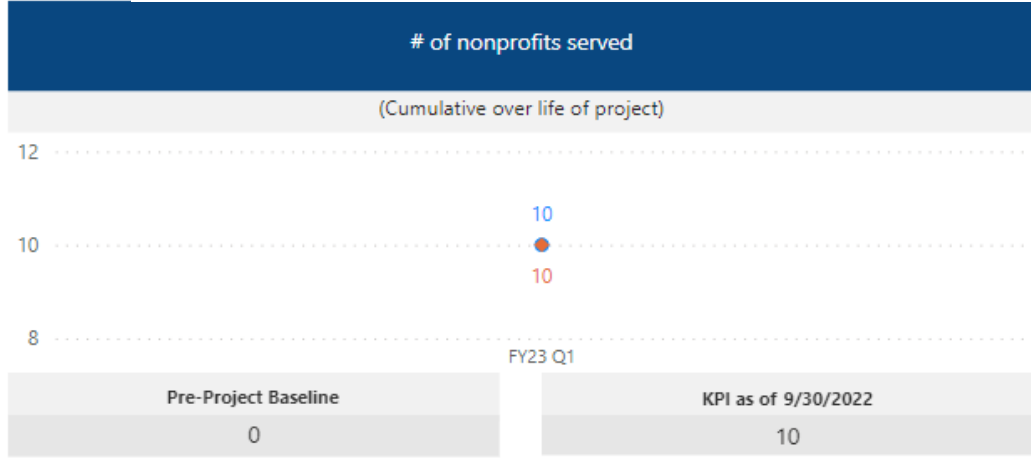 # of nonprofits served
(Cumulative over life of project)
12
10
10
10
8
FY23 Q1
Pre-Project Baseline
KPI as of 9/30/2022
0
10